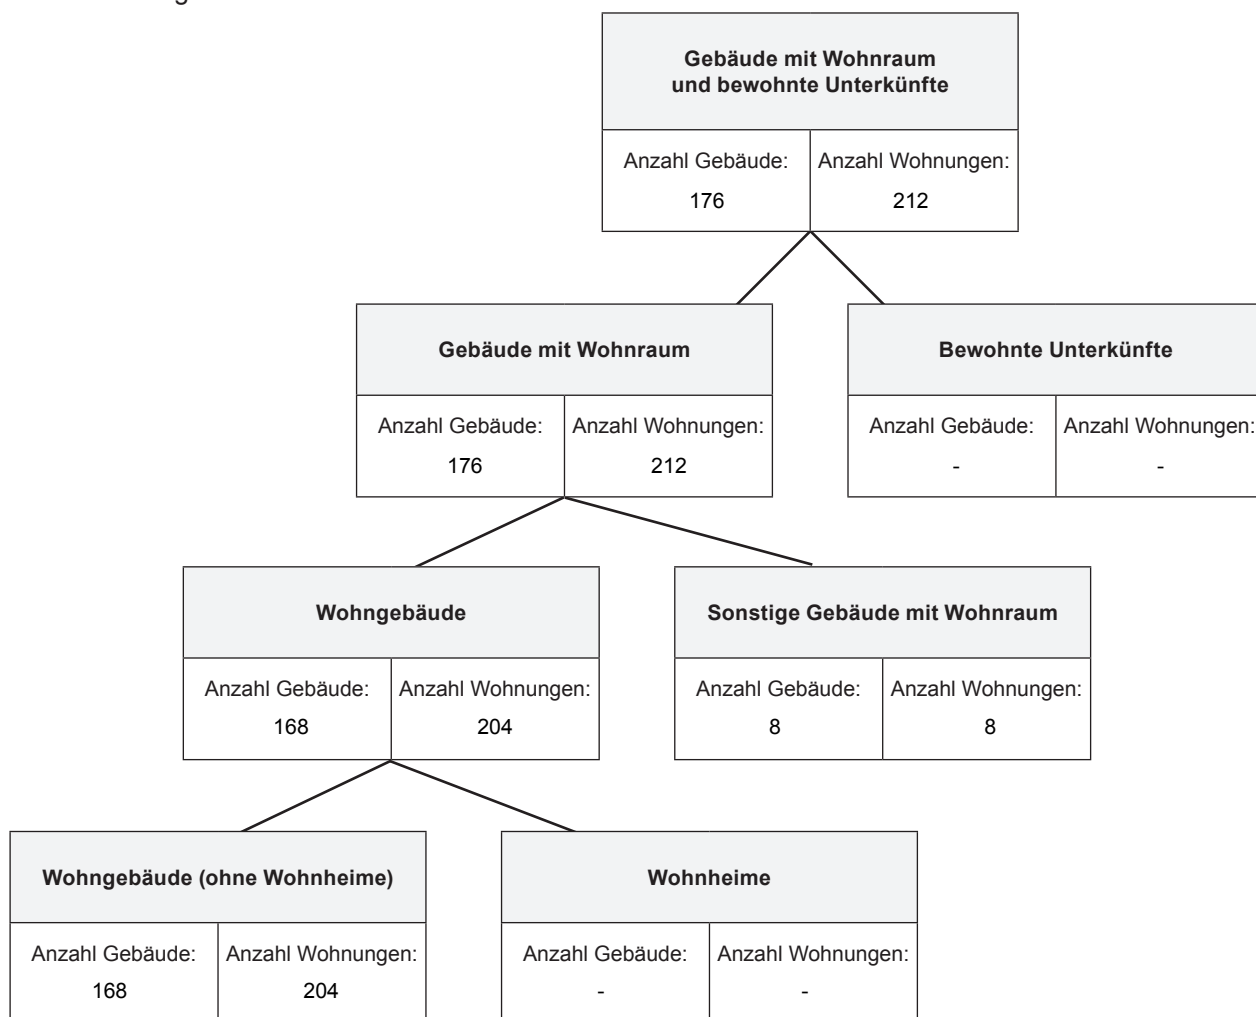 Gebäude mit Wohnraum
und bewohnte Unterkünfte
Anzahl Gebäude: Anzahl Wohnungen:
176 212
Gebäude mit Wohnraum
Anzahl Gebäude: Anzahl Wohnungen:
176 212
Bewohnte Unterkünfte
Anzahl Gebäude: Anzahl Wohnungen:
- -
Wohngebäude
Anzahl Gebäude: Anzahl Wohnungen:
168 204
Sonstige Gebäude mit Wohnraum
Anzahl Gebäude: Anzahl Wohnungen:
8 8
Wohngebäude (ohne Wohnheime)
Anzahl Gebäude: Anzahl Wohnungen:
168 204
Wohnheime
Anzahl Gebäude: Anzahl Wohnungen:
- -